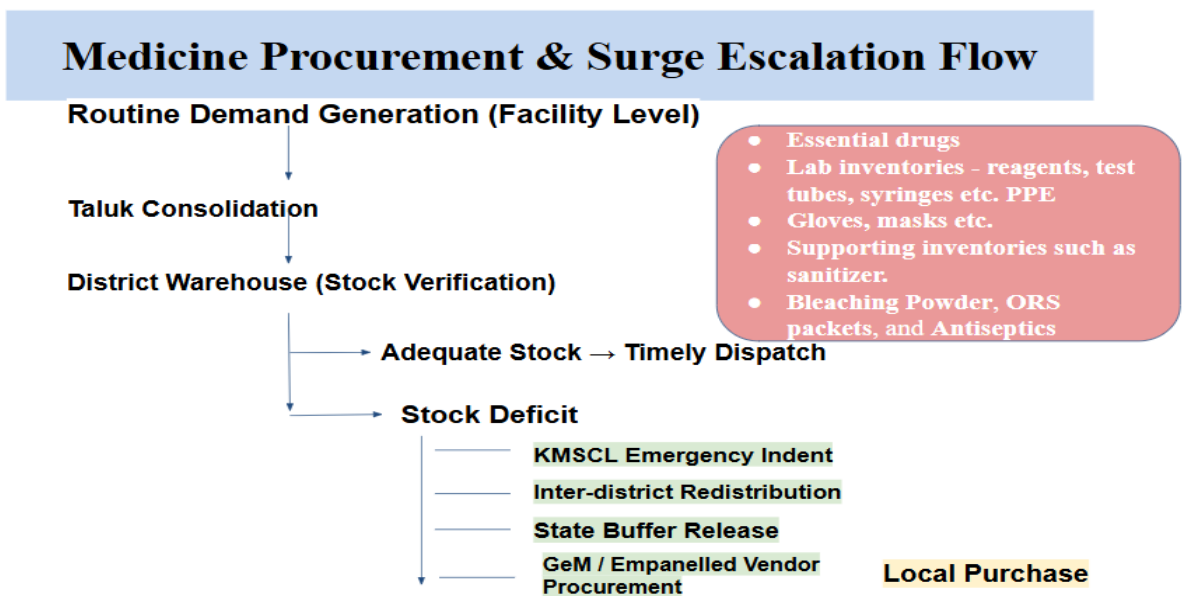 Medicine Procurement & Surge Escalation Flow
Routine Demand Generation (Facility Level)
● Essential drugs
● Lab inventories - reagents, test
tubes, syringes etc. PPE
● Gloves, masks etc.
● Supporting inventories such as
sanitizer.
● Bleaching Powder, ORS
packets, and Antiseptics
Taluk Consolidation
District Warehouse (Stock Verification)
Adequate Stock → Timely Dispatch
Stock Deficit
KMSCL Emergency Indent
Inter-district Redistribution
State Buffer Release
GeM / Empanelled Vendor
Procurement
Local Purchase